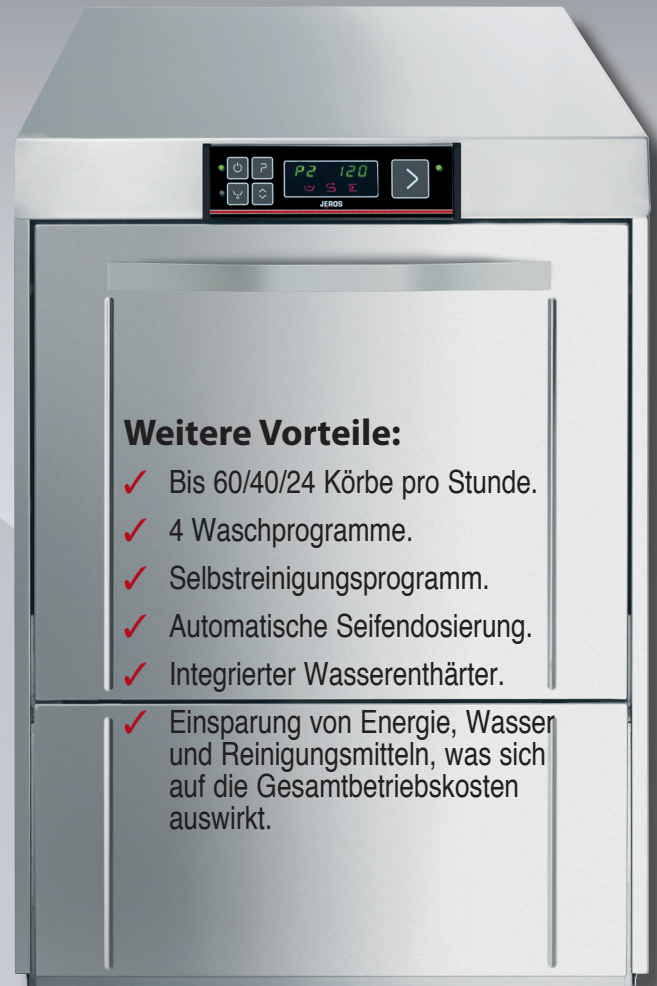 P2 120
JEROS
Weitere Vorteile:
✓ Bis 60/40/24 Körbe pro Stunde.
✓ 4 Waschprogramme.
✓ Selbstreinigungsprogramm.
✓ Automatische Seifendosierung.
✓ Integrierter Wasserenthärter.
✓ Einsparung von Energie, Wasser
und Reinigungsmitteln, was sich
auf die Gesamtbetriebskosten
auswirkt.